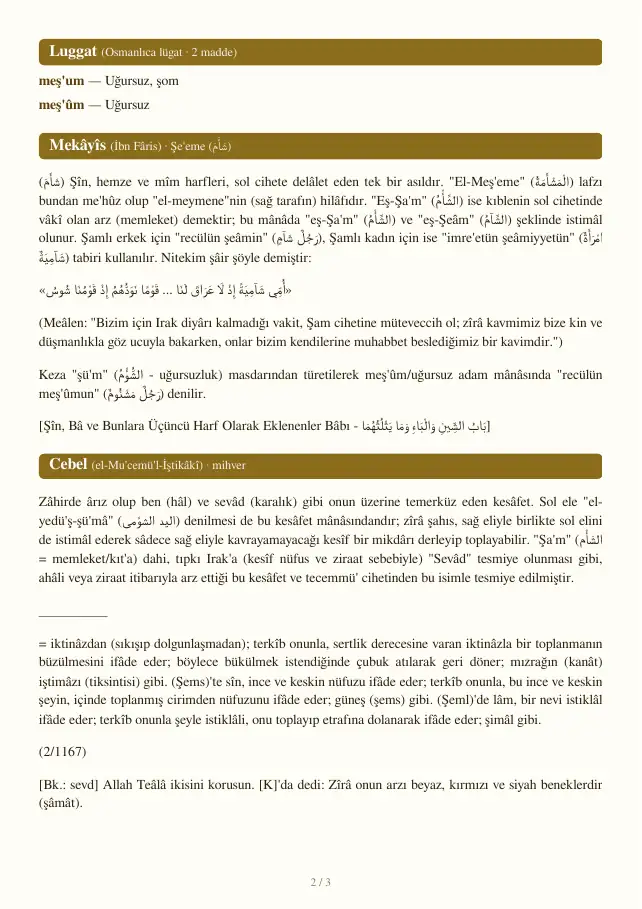 Luggat (Osmanlıca lügat · 2 madde)
meş'um — Uğursuz, şom
meş'ûm — Uğursuz
Mekâyîs (İbn Fâris) · Şe'eme (شَأَمَ)
(شَأَمَ) Şîn, hemze ve mîm harfleri, sol cihete delâlet eden tek bir asıldır. "El-Meş'eme" (الْمَشْأَمَةُ) lafzı
bundan me'hûz olup "el-meymene"nin (sağ tarafın) hilâfıdır. "Eş-Şa'm" (الشَّأْمُ) ise kıblenin sol cihetinde
vâkî olan arz (memleket) demektir; bu mânâda "eş-Şa'm" (الشَّأْمُ) ve "eş-Şeâm" (الشَّآمُ) şeklinde istimâl
olunur. Şamlı erkek için "recülün şeâmin" (رَجُلٌ شَآمٍ), Şamlı kadın için ise "imre'etün şeâmiyyetün" (امْرَأَةٌ
شَآمِيَةٌ) tabiri kullanılır. Nitekim şâir şöyle demiştir:
«أُمِّي شَآمِيَةً إِذْ لَا عَرَاقَ لَنَا ... قَوْمًا نَوَدُّهُمُ إِذْ قَوْمُنَا شُوسُ»
(Meâlen: "Bizim için Irak diyârı kalmadığı vakit, Şam cihetine müteveccih ol; zîrâ kavmimiz bize kin ve
düşmanlıkla göz ucuyla bakarken, onlar bizim kendilerine muhabbet beslediğimiz bir kavimdir.")
Keza "şü'm" (الشُّؤْمُ - uğursuzluk) masdarından türetilerek meş'ûm/uğursuz adam mânâsında "recülün
meş'ûmun" (رَجُلٌ مَشْئُومٌ) denilir.
[Şîn, Bâ ve Bunlara Üçüncü Harf Olarak Eklenenler Bâbı - بَابُ الشِّينِ وَالْبَاءِ وَمَا يَثْلُثُهُمَا]
Cebel (el-Mu'cemü'l-İştikâkî) · mihver
Zâhirde ârız olup ben (hâl) ve sevâd (karalık) gibi onun üzerine temerküz eden kesâfet. Sol ele "el-
yedü'ş-şü'mâ" (اليد الشؤمى) denilmesi de bu kesâfet mânâsındandır; zîrâ şahıs, sağ eliyle birlikte sol elini
de istimâl ederek sâdece sağ eliyle kavrayamayacağı kesîf bir mikdârı derleyip toplayabilir. "Şa'm" (الشأم
= memleket/kıt'a) dahi, tıpkı Irak'a (kesîf nüfus ve ziraat sebebiyle) "Sevâd" tesmiye olunması gibi,
ahâli veya ziraat itibarıyla arz ettiği bu kesâfet ve tecemmü' cihetinden bu isimle tesmiye edilmiştir.
= iktinâzdan (sıkışıp dolgunlaşmadan); terkîb onunla, sertlik derecesine varan iktinâzla bir toplanmanın
büzülmesini ifâde eder; böylece bükülmek istendiğinde çubuk atılarak geri döner; mızrağın (kanât)
iştimâzı (tiksintisi) gibi. (Şems)'te sîn, ince ve keskin nüfuzu ifâde eder; terkîb onunla, bu ince ve keskin
şeyin, içinde toplanmış cirimden nüfuzunu ifâde eder; güneş (şems) gibi. (Şeml)'de lâm, bir nevi istiklâl
ifâde eder; terkîb onunla şeyle istiklâli, onu toplayıp etrafına dolanarak ifâde eder; şimâl gibi.
(2/1167)
[Bk.: sevd] Allah Teâlâ ikisini korusun. [K]'da dedi: Zîrâ onun arzı beyaz, kırmızı ve siyah beneklerdir
(şâmât).
2 / 3